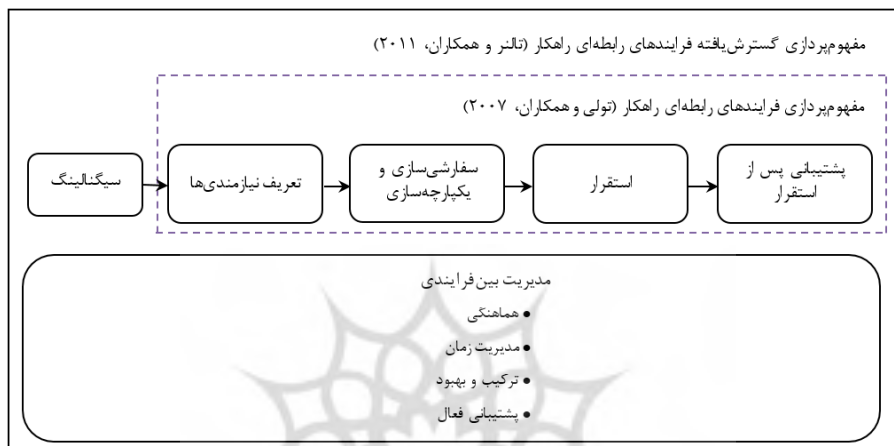 مفهوم‌پردازی گسترش‌یافته فرایندهای رابطه‌ای راهکار (تالنر و همکاران، ۲۰۱۱)
مفهوم‌پردازی فرایندهای رابطه‌ای راهکار (تولی و همکاران، ۲۰۰۷)
سیگنالینگ
تعریف نیازمندی‌ها
سفارشی‌سازی و
یکپارچه‌سازی
استقرار
پشتیبانی پس از
استقرار
مدیریت بین‌فرایندی
• هماهنگی
• مدیریت زمان
• ترکیب و بهبود
• پشتیبانی فعال